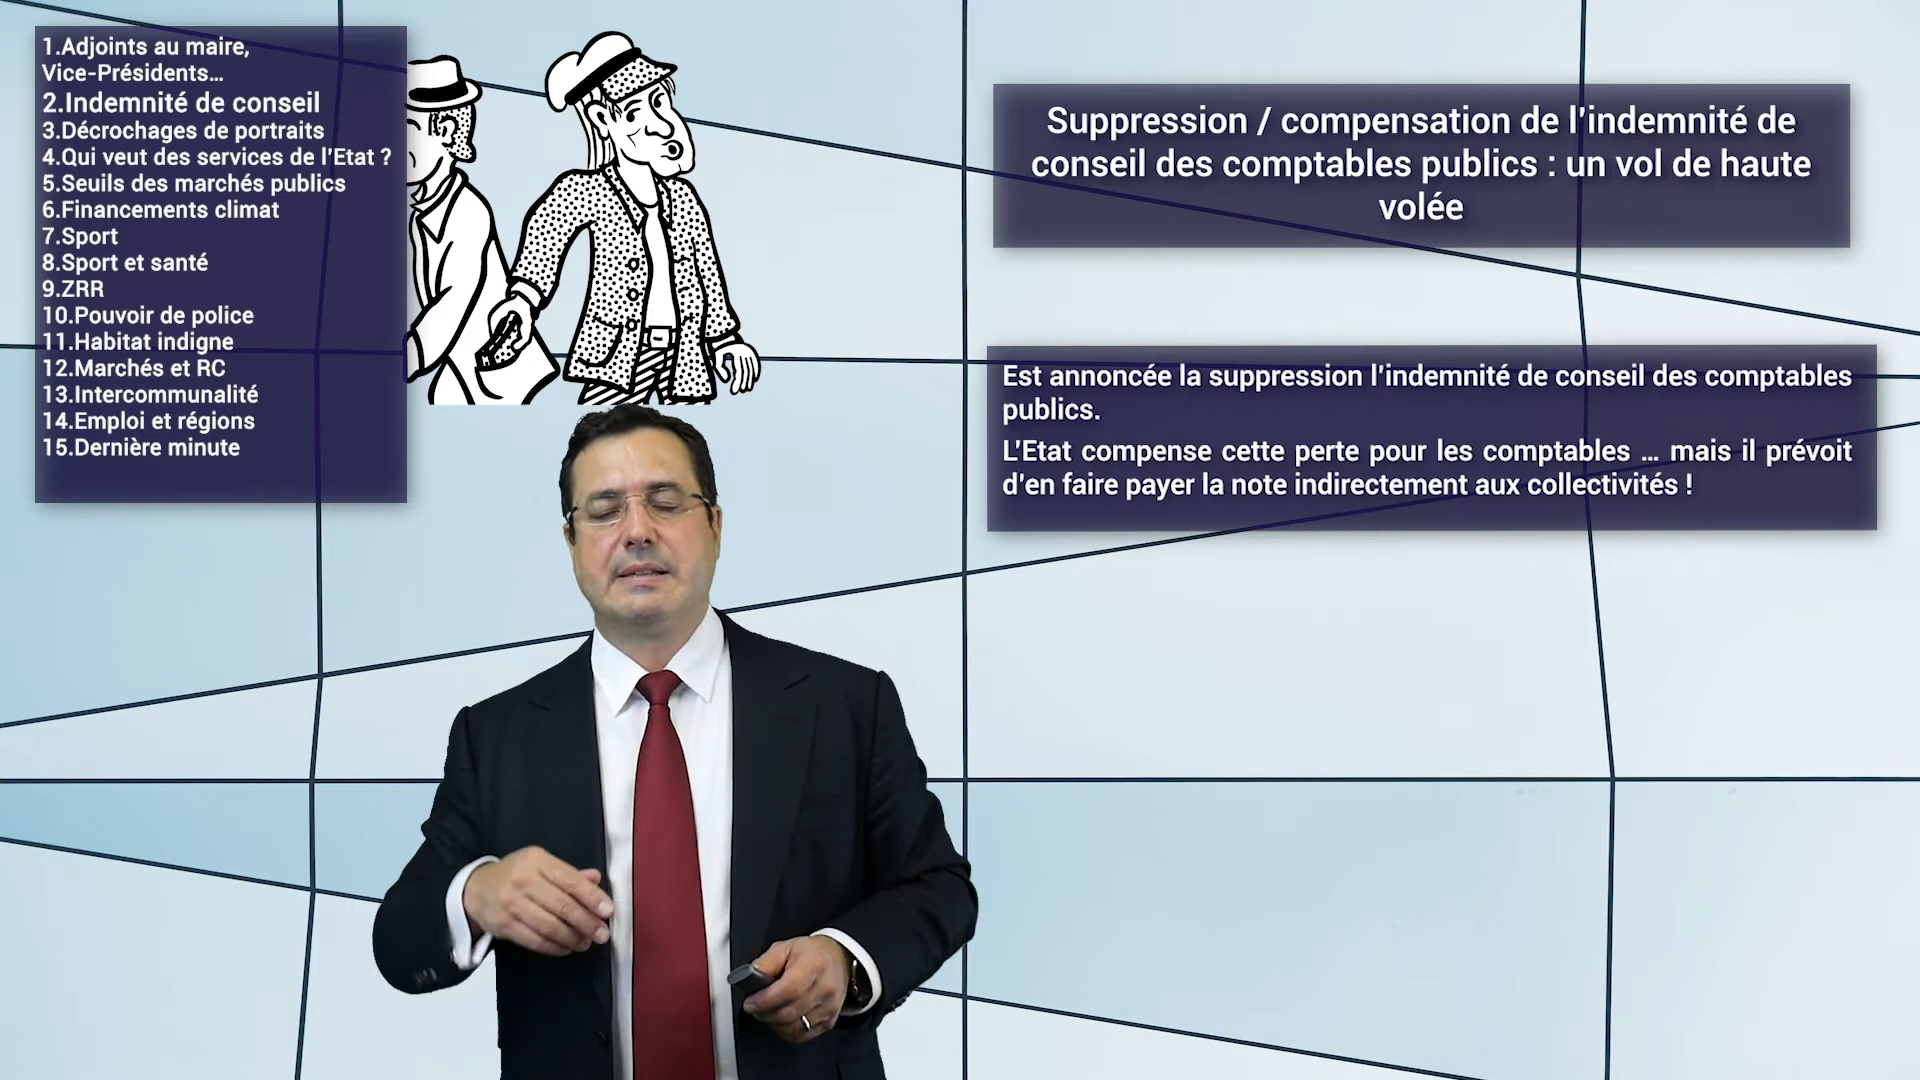 1.Adjoints au maire,
Vice-Présidents...
2.Indemnité de conseil
3.Décrochages de portraits
4.Qui veut des services de l'Etat ?
5.Seuils des marchés publics
6.Financements climat
7.Sport
8.Sport et santé
9.ZRR
10.Pouvoir de police
11.Habitat indigne
12.Marchés et RC
13.Intercommunalité
14.Emploi et régions
15.Dernière minute
Suppression / compensation de l'indemnité de
conseil des comptables publics : un vol de haute
volée
Est annoncée la suppression l'indemnité de conseil des comptables
publics.
L'Etat compense cette perte pour les comptables ... mais il prévoit
d'en faire payer la note indirectement aux collectivités !